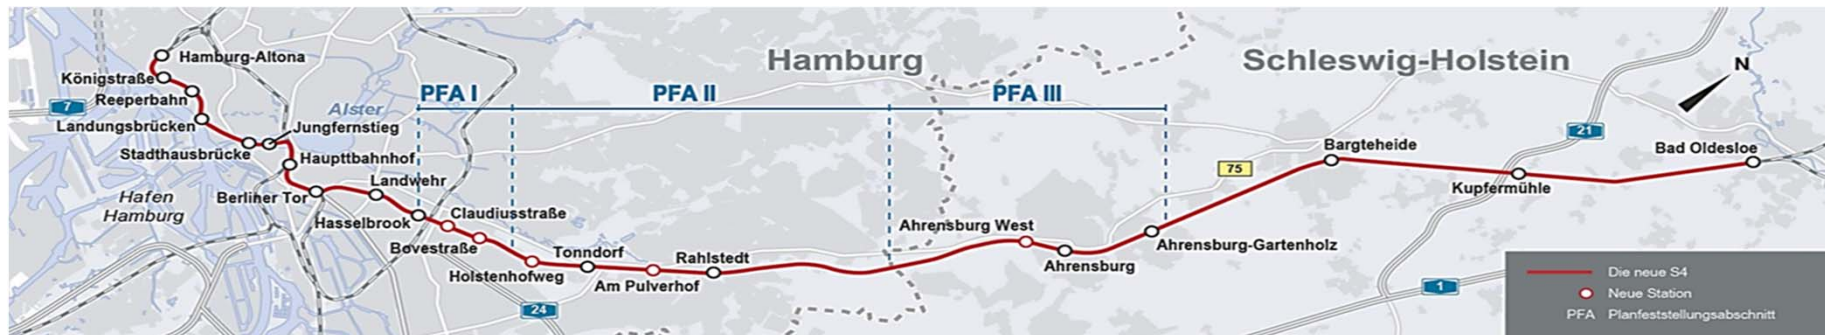 Hamburg
Schleswig-Holstein
N
PFA I
PFA II
PFA III
7
Alster
Hafen
Hamburg
Hamburg-Altona
Königstraße
Reeperbahn
Landungsbrücken
Stadthausbrücke
Jungfernstieg
Haupttbahnhof
Berliner Tor
Landwehr
Hasselbrook
Claudiusstraße
Bovestraße
Holstenhofweg
Tonndorf
Am Pulverhof
Rahlstedt
24
Ahrensburg West
Ahrensburg
Ahrensburg-Gartenholz
75
Bargteheide
21
Kupfermühle
Bad Oldesloe
1
Die neue S4
Neue Station
PFA Planfeststellungsabschnitt